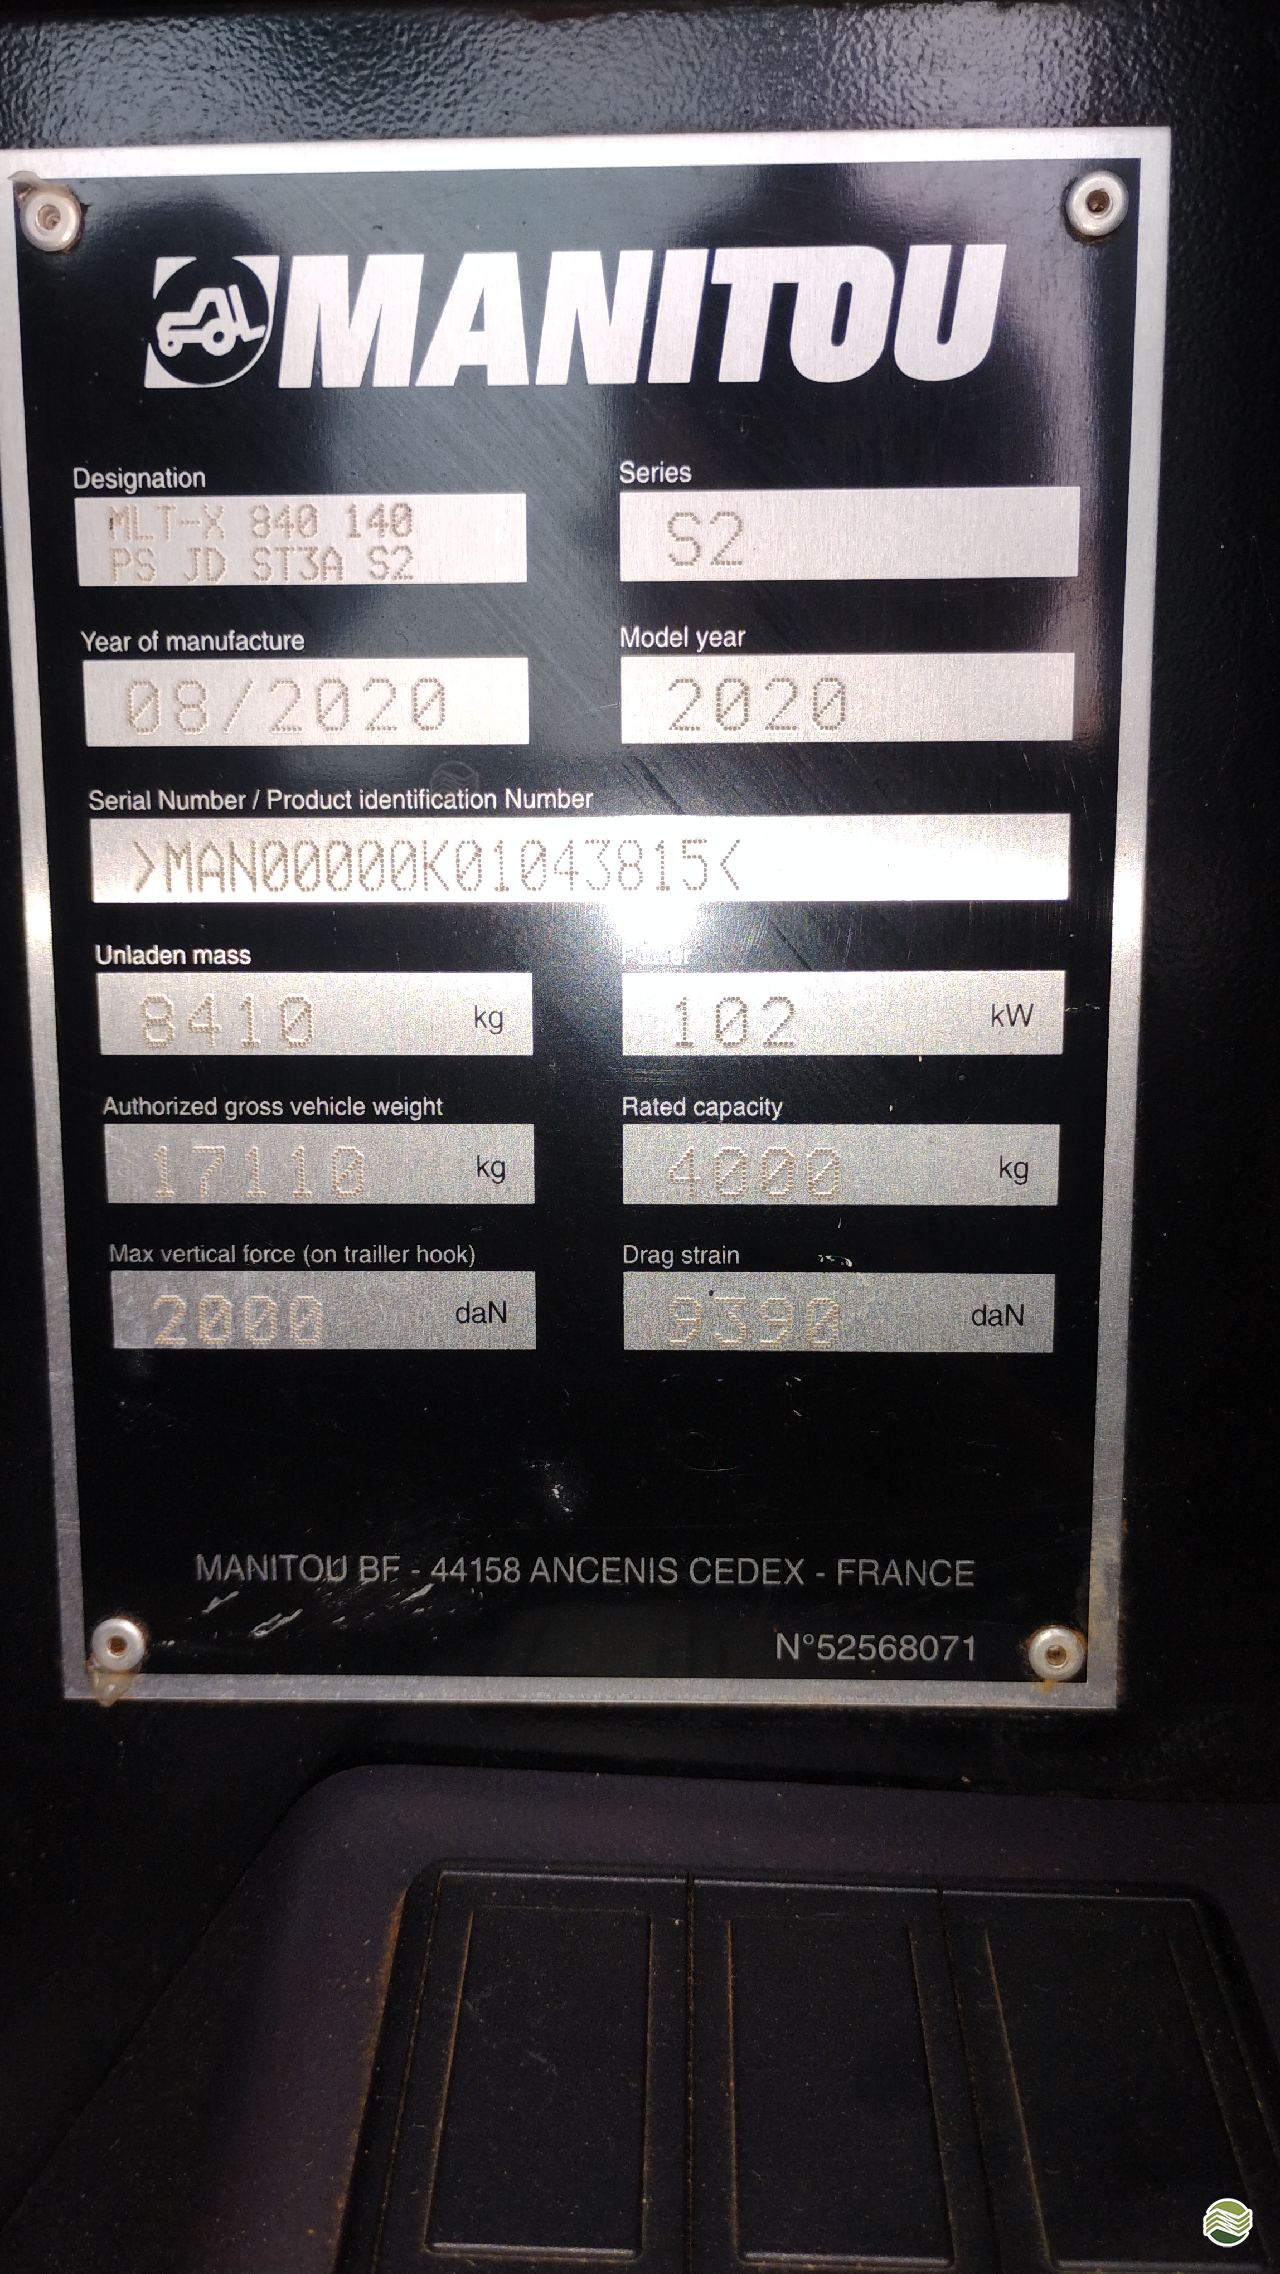 MANITOU
Designation
MLT-X 840 140
PS JD ST3A S2
Series
S2
Year of manufacture
08/2020
Model year
2020
Serial Number / Product identification Number
>MAN00000K01043815<
Unladen mass
8410 kg
Power
102 kW
Authorized gross vehicle weight
17110 kg
Rated capacity
4000 kg
Max vertical force (on trailler hook)
2000 daN
Drag strain
9390 daN
MANITOU BF - 44158 ANCENIS CEDEX - FRANCE
N°52568071